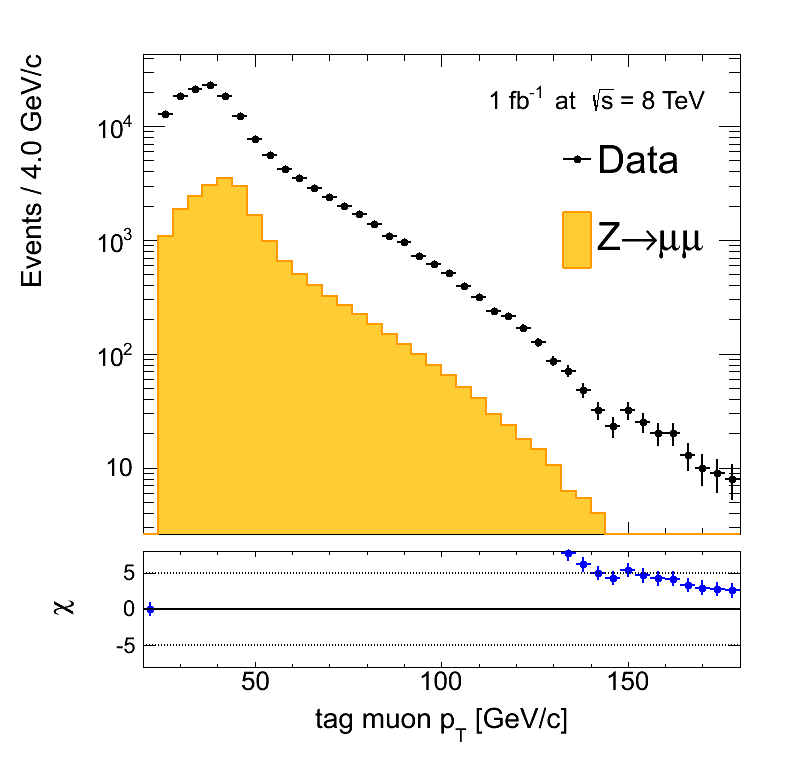 Events / 4.0 GeV/c
10⁴
10³
10²
10
1 fb⁻¹ at √s = 8 TeV
Data
Z→μμ
χ
5
0
-5
50
100
150
tag muon p_T [GeV/c]